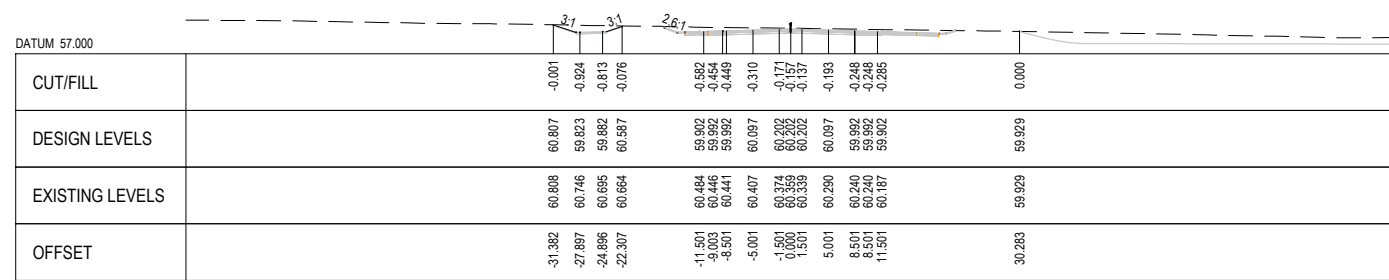 3:1 3:1 2.6:1
DATUM 57.000
CUT/FILL -0.001 -0.924 -0.813 -0.076 -0.582 -0.454 -0.449 -0.310 -0.171 -0.157 -0.137 -0.193 -0.248 -0.248 -0.285 0.000
DESIGN LEVELS 60.807 59.823 59.882 60.587 59.902 59.992 59.992 60.097 60.202 60.202 60.202 60.097 59.992 59.992 59.902 59.929
EXISTING LEVELS 60.808 60.746 60.695 60.664 60.484 60.446 60.441 60.407 60.374 60.359 60.339 60.290 60.240 60.240 60.187 59.929
OFFSET -31.382 -27.897 -24.896 -22.307 -11.501 -9.003 -8.501 -5.001 -1.501 0.000 1.501 5.001 8.501 8.501 11.501 30.283